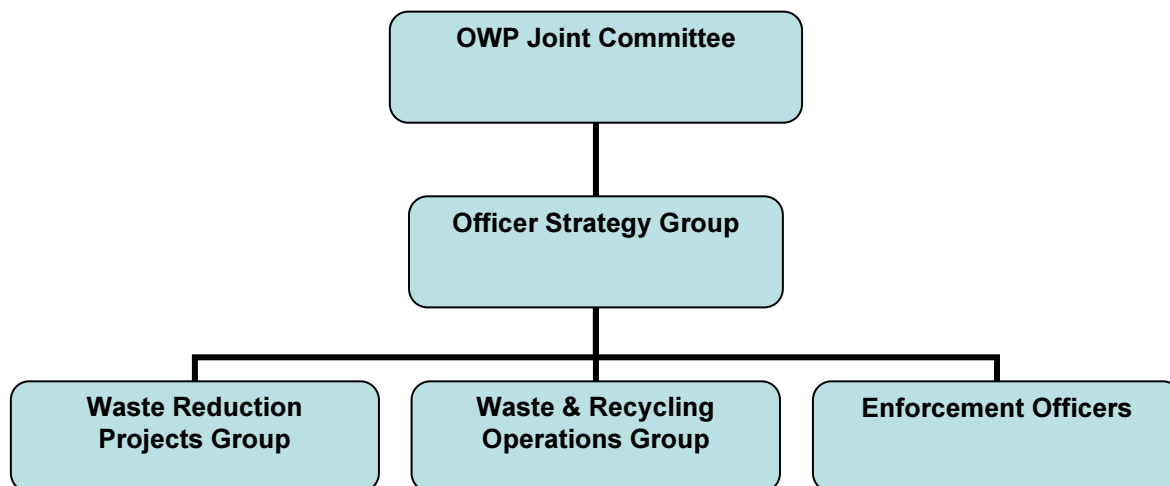 OWP Joint Committee
Officer Strategy Group
Waste Reduction
Projects Group
Waste & Recycling
Operations Group
Enforcement Officers